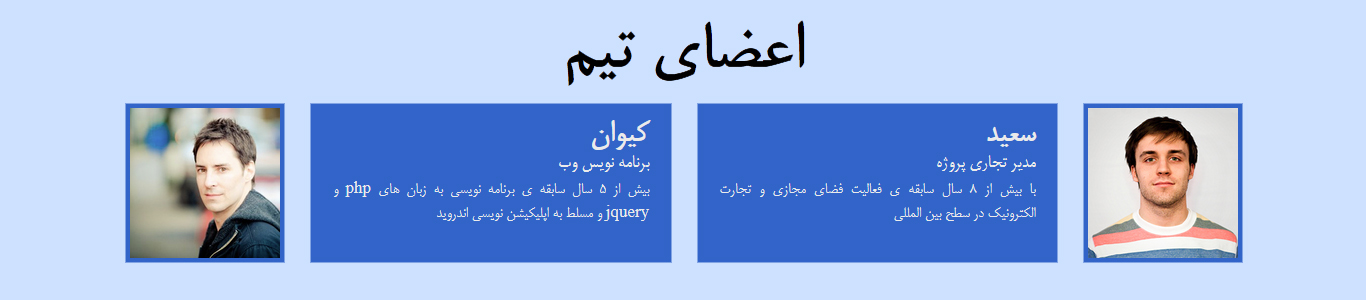 اعضای تیم
سعید
مدیر تجاری پروژه
با بیش از ۸ سال سابقه ی فعالیت فضای مجازی و تجارت
الکترونیک در سطح بین المللی
کیوان
برنامه نویس وب
بیش از ۵ سال سابقه ی برنامه نویسی به زبان های php و
jquery و مسلط به اپلیکیشن نویسی اندروید